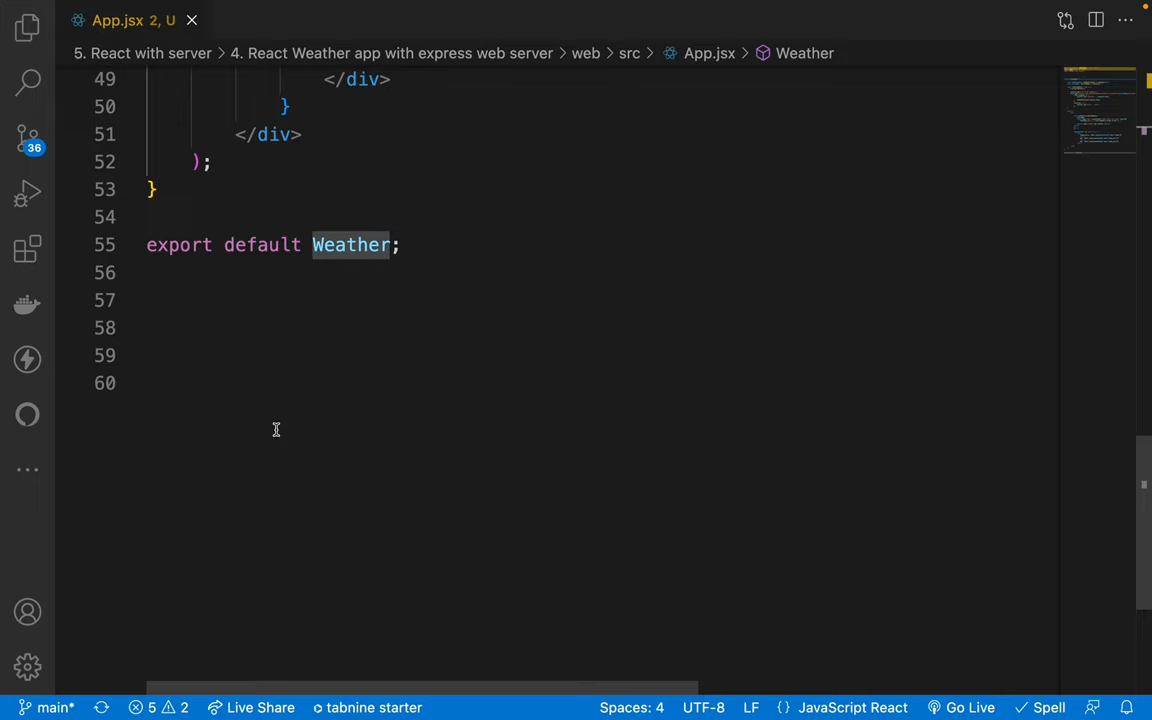 App.jsx 2, U
5. React with server > 4. React Weather app with express web server > web > src > App.jsx > Weather
49 </div>
50 }
51 </div>
52 );
53 }
54
55 export default Weather;
56
57
58
59
60
36
main* 5 2 Live Share tabnine starter Spaces: 4 UTF-8 LF {} JavaScript React Go Live Spell